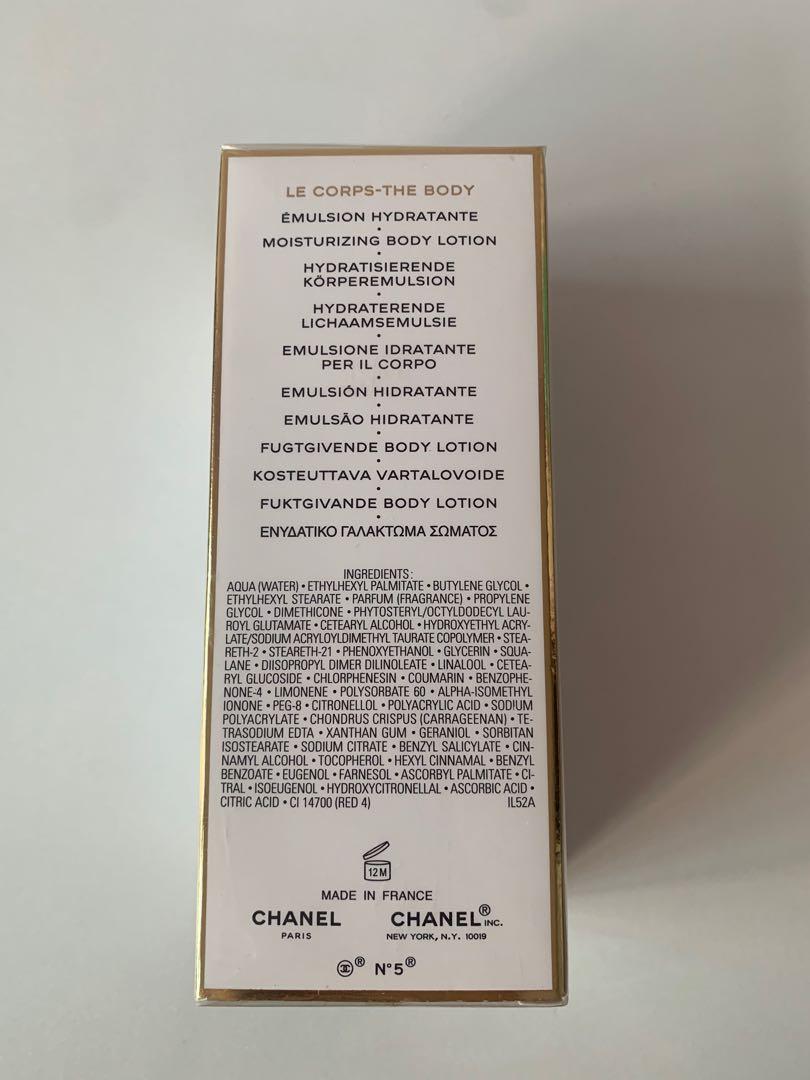 LE CORPS-THE BODY
ÉMULSION HYDRATANTE
•
MOISTURIZING BODY LOTION
•
HYDRATISIERENDE
KÖRPEREMULSION
•
HYDRATERENDE
LICHAAMSEMULSIE
•
EMULSIONE IDRATANTE
PER IL CORPO
•
EMULSIÓN HIDRATANTE
•
EMULSÃO HIDRATANTE
•
FUGTGIVENDE BODY LOTION
•
KOSTEUTTAVA VARTALOVOIDE
•
FUKTGIVANDE BODY LOTION
•
ΕΝΥΔΑΤΙΚΟ ΓΑΛΑΚΤΩΜΑ ΣΩΜΑΤΟΣ
INGREDIENTS:
AQUA (WATER) • ETHYLHEXYL PALMITATE • BUTYLENE GLYCOL •
ETHYLHEXYL STEARATE • PARFUM (FRAGRANCE) • PROPYLENE
GLYCOL • DIMETHICONE • PHYTOSTERYL/OCTYLDODECYL LAU-
ROYL GLUTAMATE • CETEARYL ALCOHOL • HYDROXYETHYL ACRY-
LATE/SODIUM ACRYLOYLDIMETHYL TAURATE COPOLYMER • STEA-
RETH-2 • STEARETH-21 • PHENOXYETHANOL • GLYCERIN • SQUA-
LANE • DIISOPROPYL DIMER DILINOLEATE • LINALOOL • CETEA-
RYL GLUCOSIDE • CHLORPHENESIN • COUMARIN • BENZOPHE-
NONE-4 • LIMONENE • POLYSORBATE 60 • ALPHA-ISOMETHYL
IONONE • PEG-8 • CITRONELLOL • POLYACRYLIC ACID • SODIUM
POLYACRYLATE • CHONDRUS CRISPUS (CARRAGEENAN) • TE-
TRASODIUM EDTA • XANTHAN GUM • GERANIOL • SORBITAN
ISOSTEARATE • SODIUM CITRATE • BENZYL SALICYLATE • CIN-
NAMYL ALCOHOL • TOCOPHEROL • HEXYL CINNAMAL • BENZYL
BENZOATE • EUGENOL • FARNESOL • ASCORBYL PALMITATE • CI-
TRAL • ISOEUGENOL • HYDROXYCITRONELLAL • ASCORBIC ACID •
CITRIC ACID • CI 14700 (RED 4) IL52A
12 M
MADE IN FRANCE
CHANEL CHANEL® INC.
PARIS NEW YORK, N.Y. 10019
® N°5®